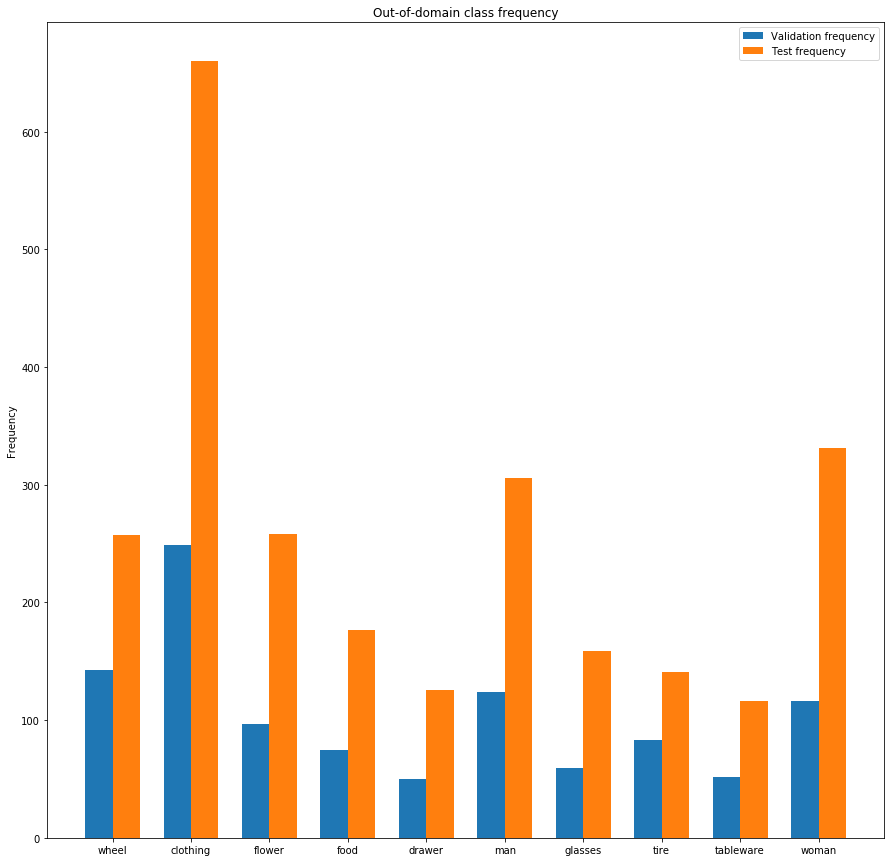 Out-of-domain class frequency
Validation frequency
Test frequency
Frequency
600
500
400
300
200
100
0
wheel clothing flower food drawer man glasses tire tableware woman